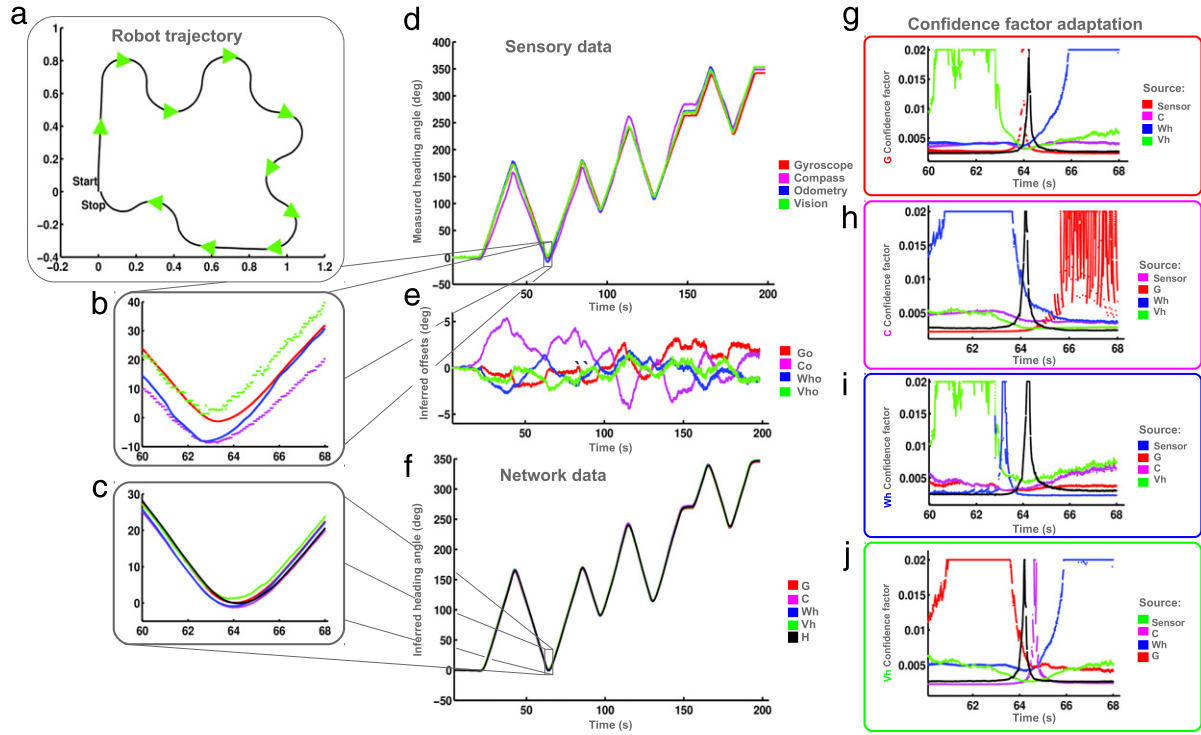 a
Robot trajectory
1
0.8
0.6
0.4
0.2
0
−0.2
−0.4
Start
Stop
−0.2 0 0.2 0.4 0.6 0.8 1 1.2
b
40
30
20
10
0
−10
60 62 64 66 68
c
30
20
10
0
60 62 64 66 68
d
Sensory data
Measured heading angle (deg)
400
350
300
250
200
150
100
50
0
−50
50 100 150 200
Time (s)
Gyroscope
Compass
Odometry
Vision
e
Inferred offsets (deg)
5
0
−5
50 100 150 200
Time (s)
Go
Co
Who
Vho
f
Network data
Inferred heading angle (deg)
350
300
250
200
150
100
50
0
−50
50 100 150 200
Time (s)
G
C
Wh
Vh
H
Confidence factor adaptation
g
G Confidence factor
0.02
0.015
0.01
0.005
60 62 64 66 68
Time (s)
Source:
Sensor
C
Wh
Vh
h
C Confidence factor
0.02
0.015
0.01
0.005
60 62 64 66 68
Time (s)
Source:
Sensor
G
Wh
Vh
i
Wh Confidence factor
0.02
0.015
0.01
0.005
60 62 64 66 68
Time (s)
Source:
Sensor
G
C
Vh
j
Vh Confidence factor
0.02
0.015
0.01
0.005
62 64 66 68
Time (s)
Source:
Sensor
C
Wh
G